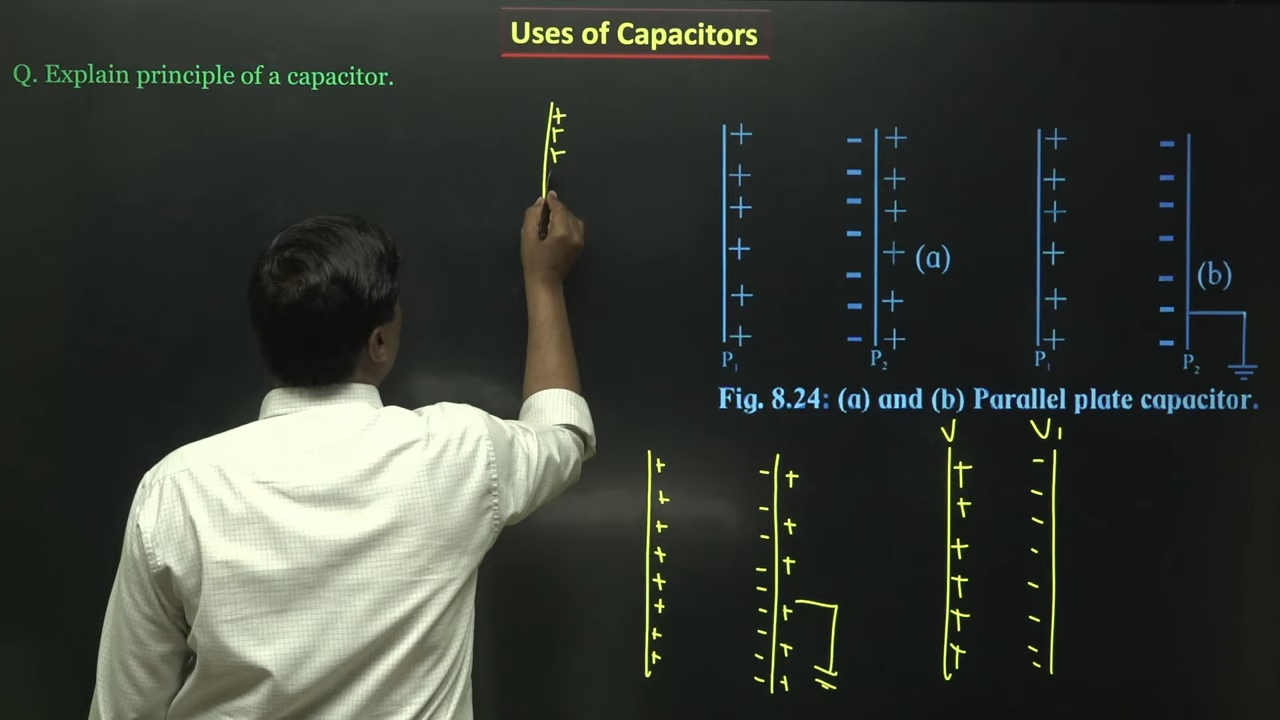 Uses of Capacitors
Q. Explain principle of a capacitor.
+ + +
+ + + + + +
- - - - - - -
+ + + + + +
(a)
+ + + + + +
- - - - - - -
(b)
P₁ P₂ P₁ P₂
Fig. 8.24: (a) and (b) Parallel plate capacitor.
V V₁
+ + + + + + + +
- - - - - - - - -
+ + + + + +
+ + + + + +
- - - - - - - -